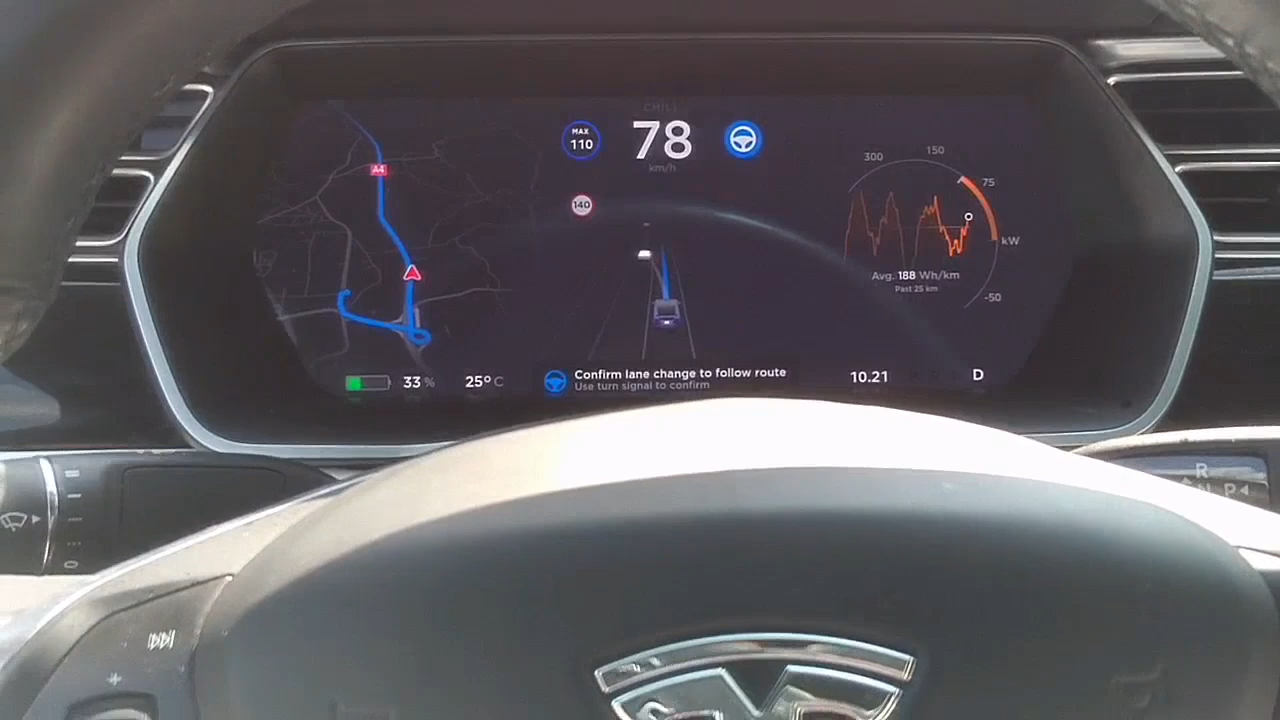 CHILL
MAX
110
78
km/h
A4
140
300
150
75
kW
-50
Avg. 188 Wh/km
Past 25 km
33 %
25°C
Confirm lane change to follow route
Use turn signal to confirm
10.21
D
R
N P